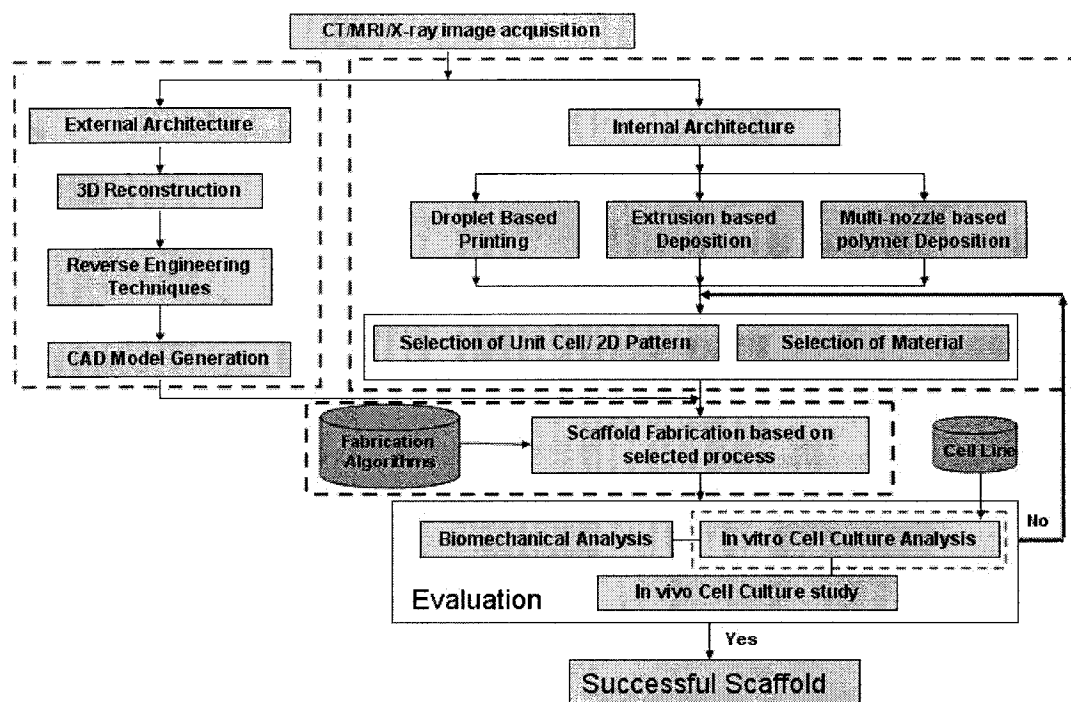 CT/MRI/X-ray image acquisition
External Architecture
3D Reconstruction
Reverse Engineering
Techniques
CAD Model Generation
Internal Architecture
Droplet Based
Printing
Extrusion based
Deposition
Multi-nozzle based
polymer Deposition
Selection of Unit Cell/ 2D Pattern
Selection of Material
Fabrication
Algorithms
Scaffold Fabrication based on
selected process
Cell Line
Biomechanical Analysis
In vitro Cell Culture Analysis
No
In vivo Cell Culture study
Evaluation
Yes
Successful Scaffold